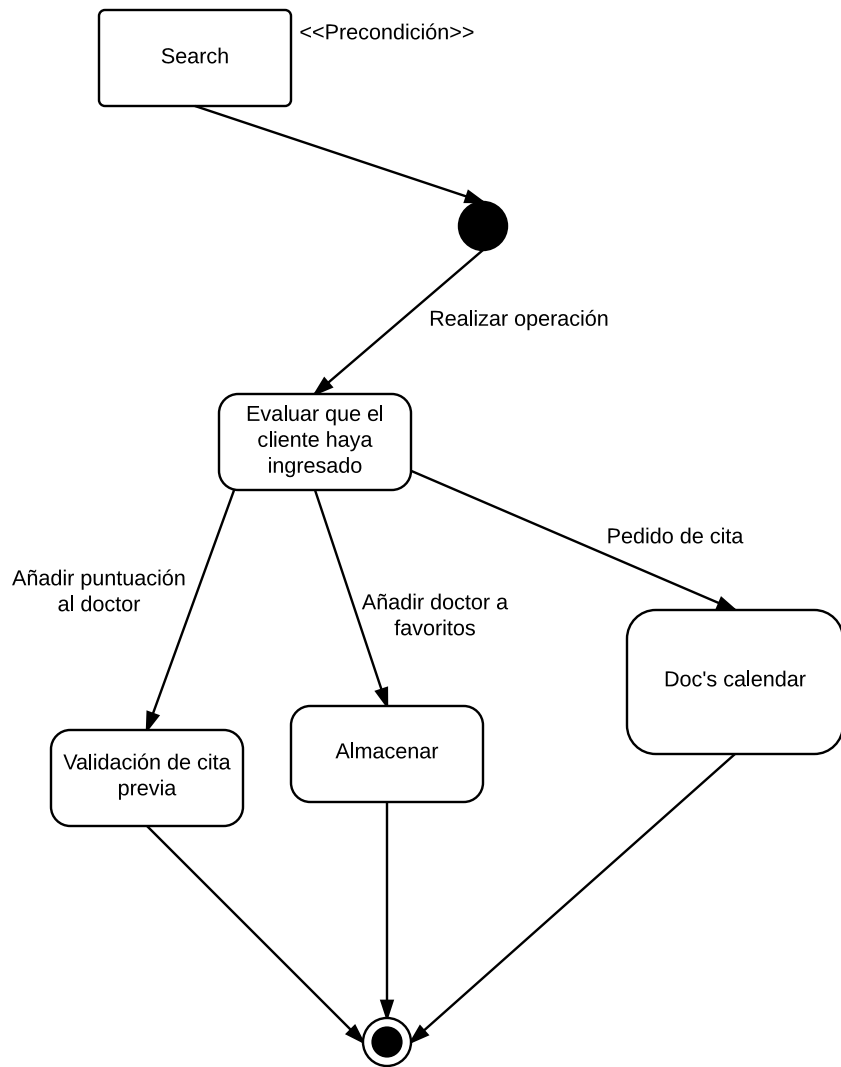 Search
<<Precondición>>
Realizar operación
Evaluar que el
cliente haya
ingresado
Pedido de cita
Añadir puntuación
al doctor
Añadir doctor a
favoritos
Doc's calendar
Validación de cita
previa
Almacenar